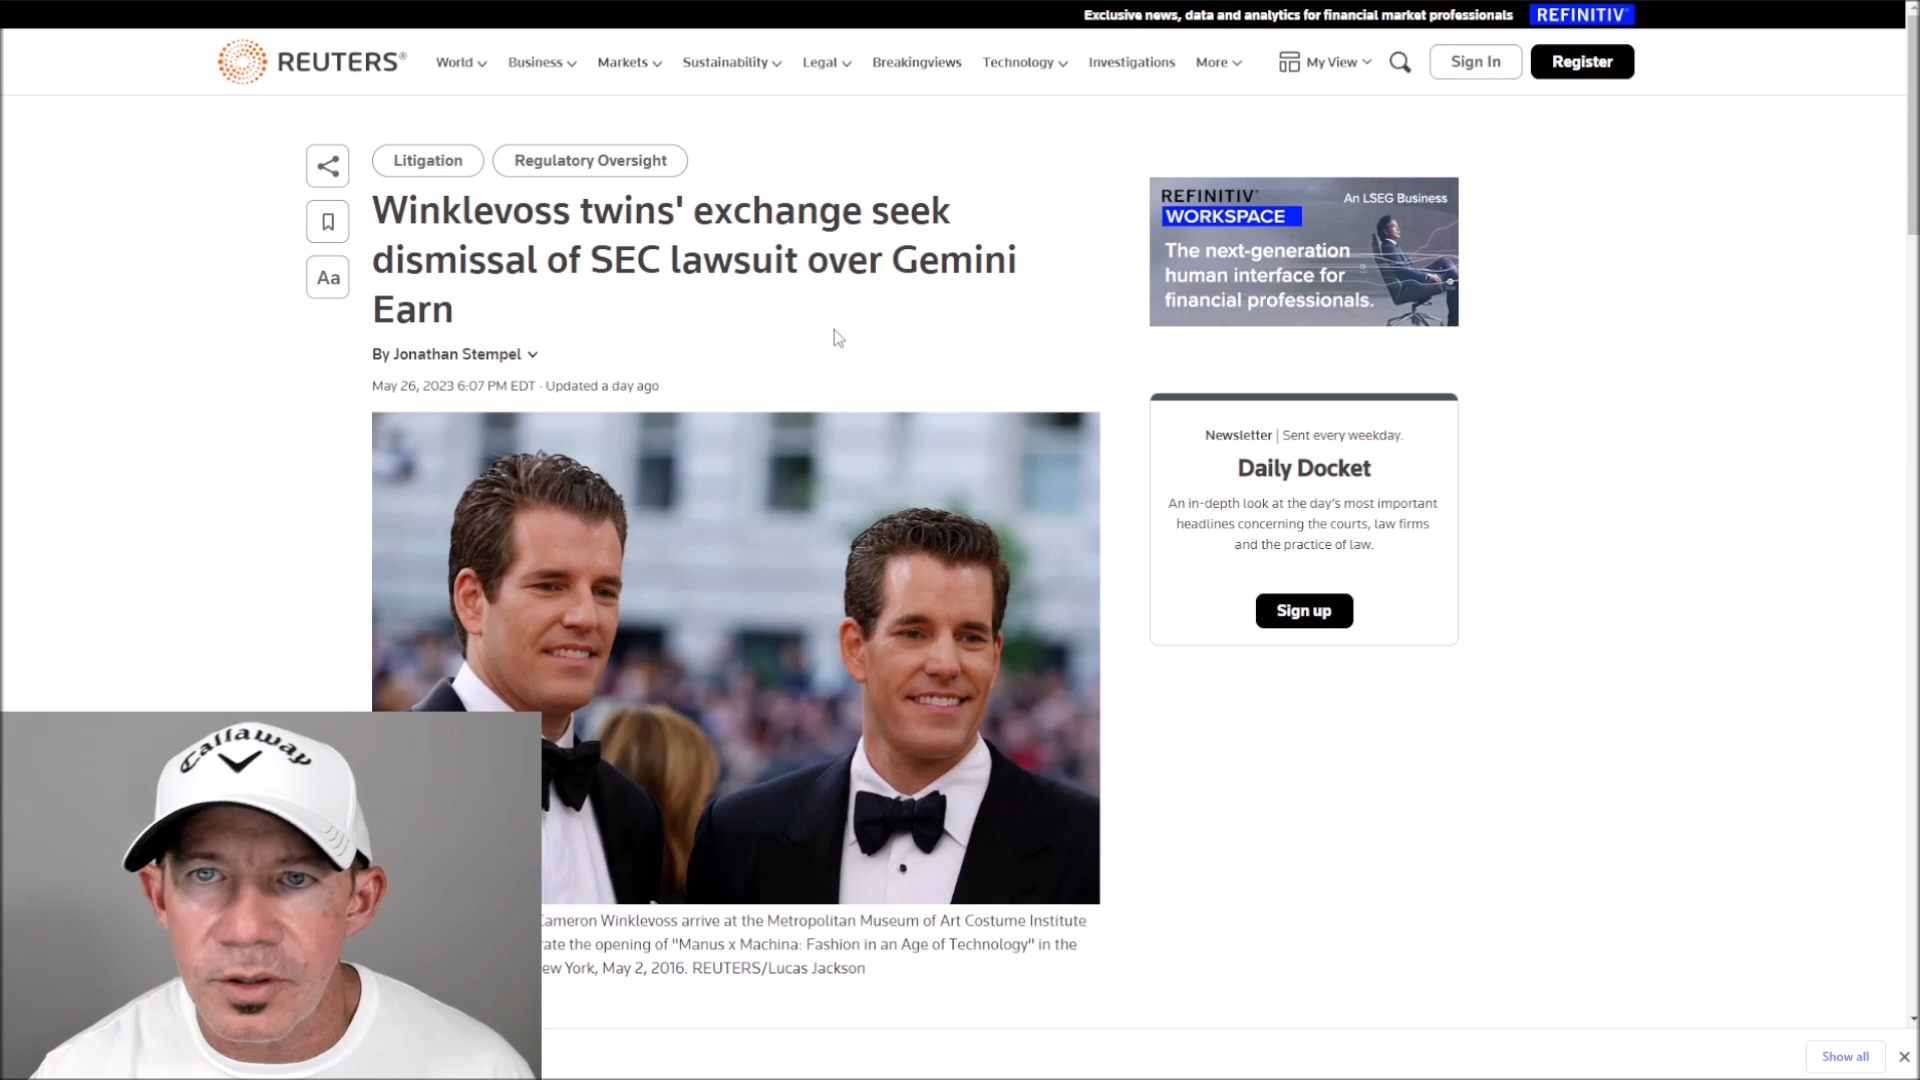 Exclusive news, data and analytics for financial market professionals REFINITIV
REUTERS® World Business Markets Sustainability Legal Breakingviews Technology Investigations More My View Sign In Register
Litigation Regulatory Oversight
Winklevoss twins' exchange seek
dismissal of SEC lawsuit over Gemini
Earn
Aa
By Jonathan Stempel
May 26, 2023 6:07 PM EDT · Updated a day ago
REFINITIV
WORKSPACE
An LSEG Business
The next-generation
human interface for
financial professionals.
Newsletter | Sent every weekday.
Daily Docket
An in-depth look at the day's most important
headlines concerning the courts, law firms
and the practice of law.
Sign up
Callaway
Cameron Winklevoss arrive at the Metropolitan Museum of Art Costume Institute
rate the opening of "Manus x Machina: Fashion in an Age of Technology" in the
ew York, May 2, 2016. REUTERS/Lucas Jackson
Show all